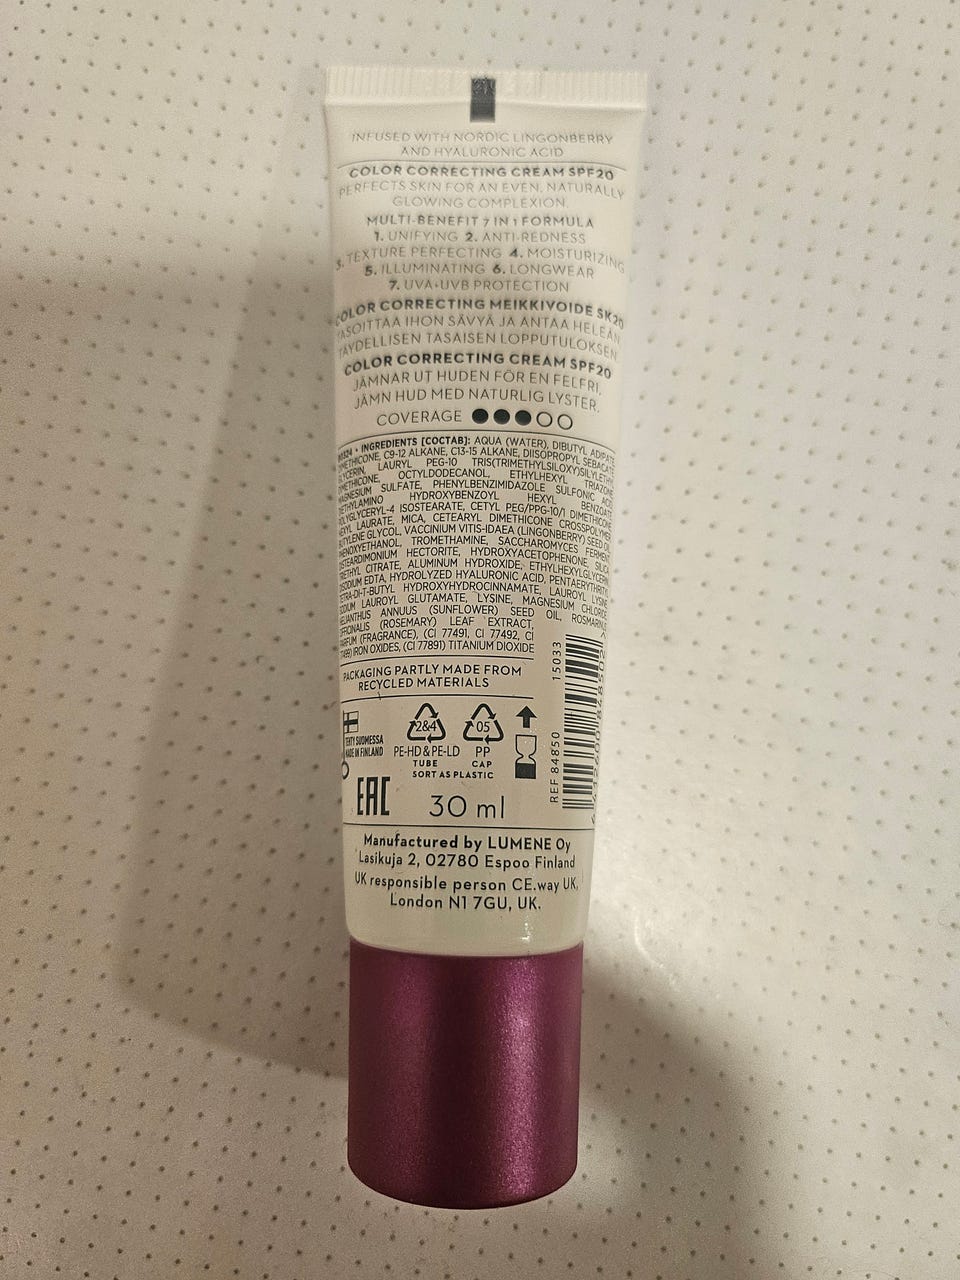 INFUSED WITH NORDIC LINGONBERRY
AND HYALURONIC ACID
COLOR CORRECTING CREAM SPF20
PERFECTS SKIN FOR AN EVEN, NATURALLY
GLOWING COMPLEXION.
MULTI-BENEFIT 7 IN 1 FORMULA
1. UNIFYING 2. ANTI-REDNESS
3. TEXTURE PERFECTING 4. MOISTURIZING
5. ILLUMINATING 6. LONGWEAR
7. UVA+UVB PROTECTION
COLOR CORRECTING MEIKKIVOIDE SK20
TASOITTAA IHON SÄVYÄ JA ANTAA HELEÄN
TÄYDELLISEN TASAISEN LOPPUTULOKSEN.
COLOR CORRECTING CREAM SPF20
JÄMNAR UT HUDEN FÖR EN FELFRI,
JÄMN HUD MED NATURLIG LYSTER.
COVERAGE
• INGREDIENTS [СОСТАВ]: AQUA (WATER), DIBUTYL ADIPATE,
DIMETHICONE, C9-12 ALKANE, C13-15 ALKANE, DIISOPROPYL SEBACATE,
GLYCERIN, LAURYL PEG-10 TRIS(TRIMETHYLSILOXY)SILYLETHYL
DIMETHICONE, OCTYLDODECANOL, ETHYLHEXYL TRIAZONE,
MAGNESIUM SULFATE, PHENYLBENZIMIDAZOLE SULFONIC ACID,
DIETHYLAMINO HYDROXYBENZOYL HEXYL BENZOATE,
POLYGLYCERYL-4 ISOSTEARATE, CETYL PEG/PPG-10/1 DIMETHICONE,
HEXYL LAURATE, MICA, CETEARYL DIMETHICONE CROSSPOLYMER,
BUTYLENE GLYCOL, VACCINIUM VITIS-IDAEA (LINGONBERRY) SEED OIL,
PHENOXYETHANOL, TROMETHAMINE, SACCHAROMYCES FERMENT,
DISTEARDIMONIUM HECTORITE, HYDROXYACETOPHENONE, SILICA,
TRIETHYL CITRATE, ALUMINUM HYDROXIDE, ETHYLHEXYLGLYCERIN,
DISODIUM EDTA, HYDROLYZED HYALURONIC ACID, PENTAERYTHRITYL
TETRA-DI-T-BUTYL HYDROXYHYDROCINNAMATE, LAUROYL LYSINE,
SODIUM LAUROYL GLUTAMATE, LYSINE, MAGNESIUM CHLORIDE,
HELIANTHUS ANNUUS (SUNFLOWER) SEED OIL, ROSMARINUS
OFFICINALIS (ROSEMARY) LEAF EXTRACT,
PARFUM (FRAGRANCE), (CI 77491, CI 77492, CI
77499) IRON OXIDES, (CI 77891) TITANIUM DIOXIDE
PACKAGING PARTLY MADE FROM
RECYCLED MATERIALS
TEHTY SUOMESSA
MADE IN FINLAND
2&4
PE-HD & PE-LD
TUBE
05
PP
CAP
SORT AS PLASTIC
EAC
30 ml
REF 84850
15033
Manufactured by LUMENE Oy
Lasikuja 2, 02780 Espoo Finland
UK responsible person CE.way UK,
London N1 7GU, UK.